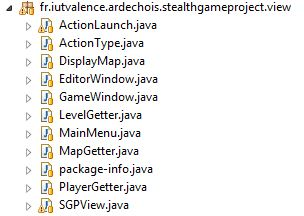 fr.iutvalence.ardechois.stealthgameproject.view
ActionLaunch.java
ActionType.java
DisplayMap.java
EditorWindow.java
GameWindow.java
LevelGetter.java
MainMenu.java
MapGetter.java
package-info.java
PlayerGetter.java
SGPView.java